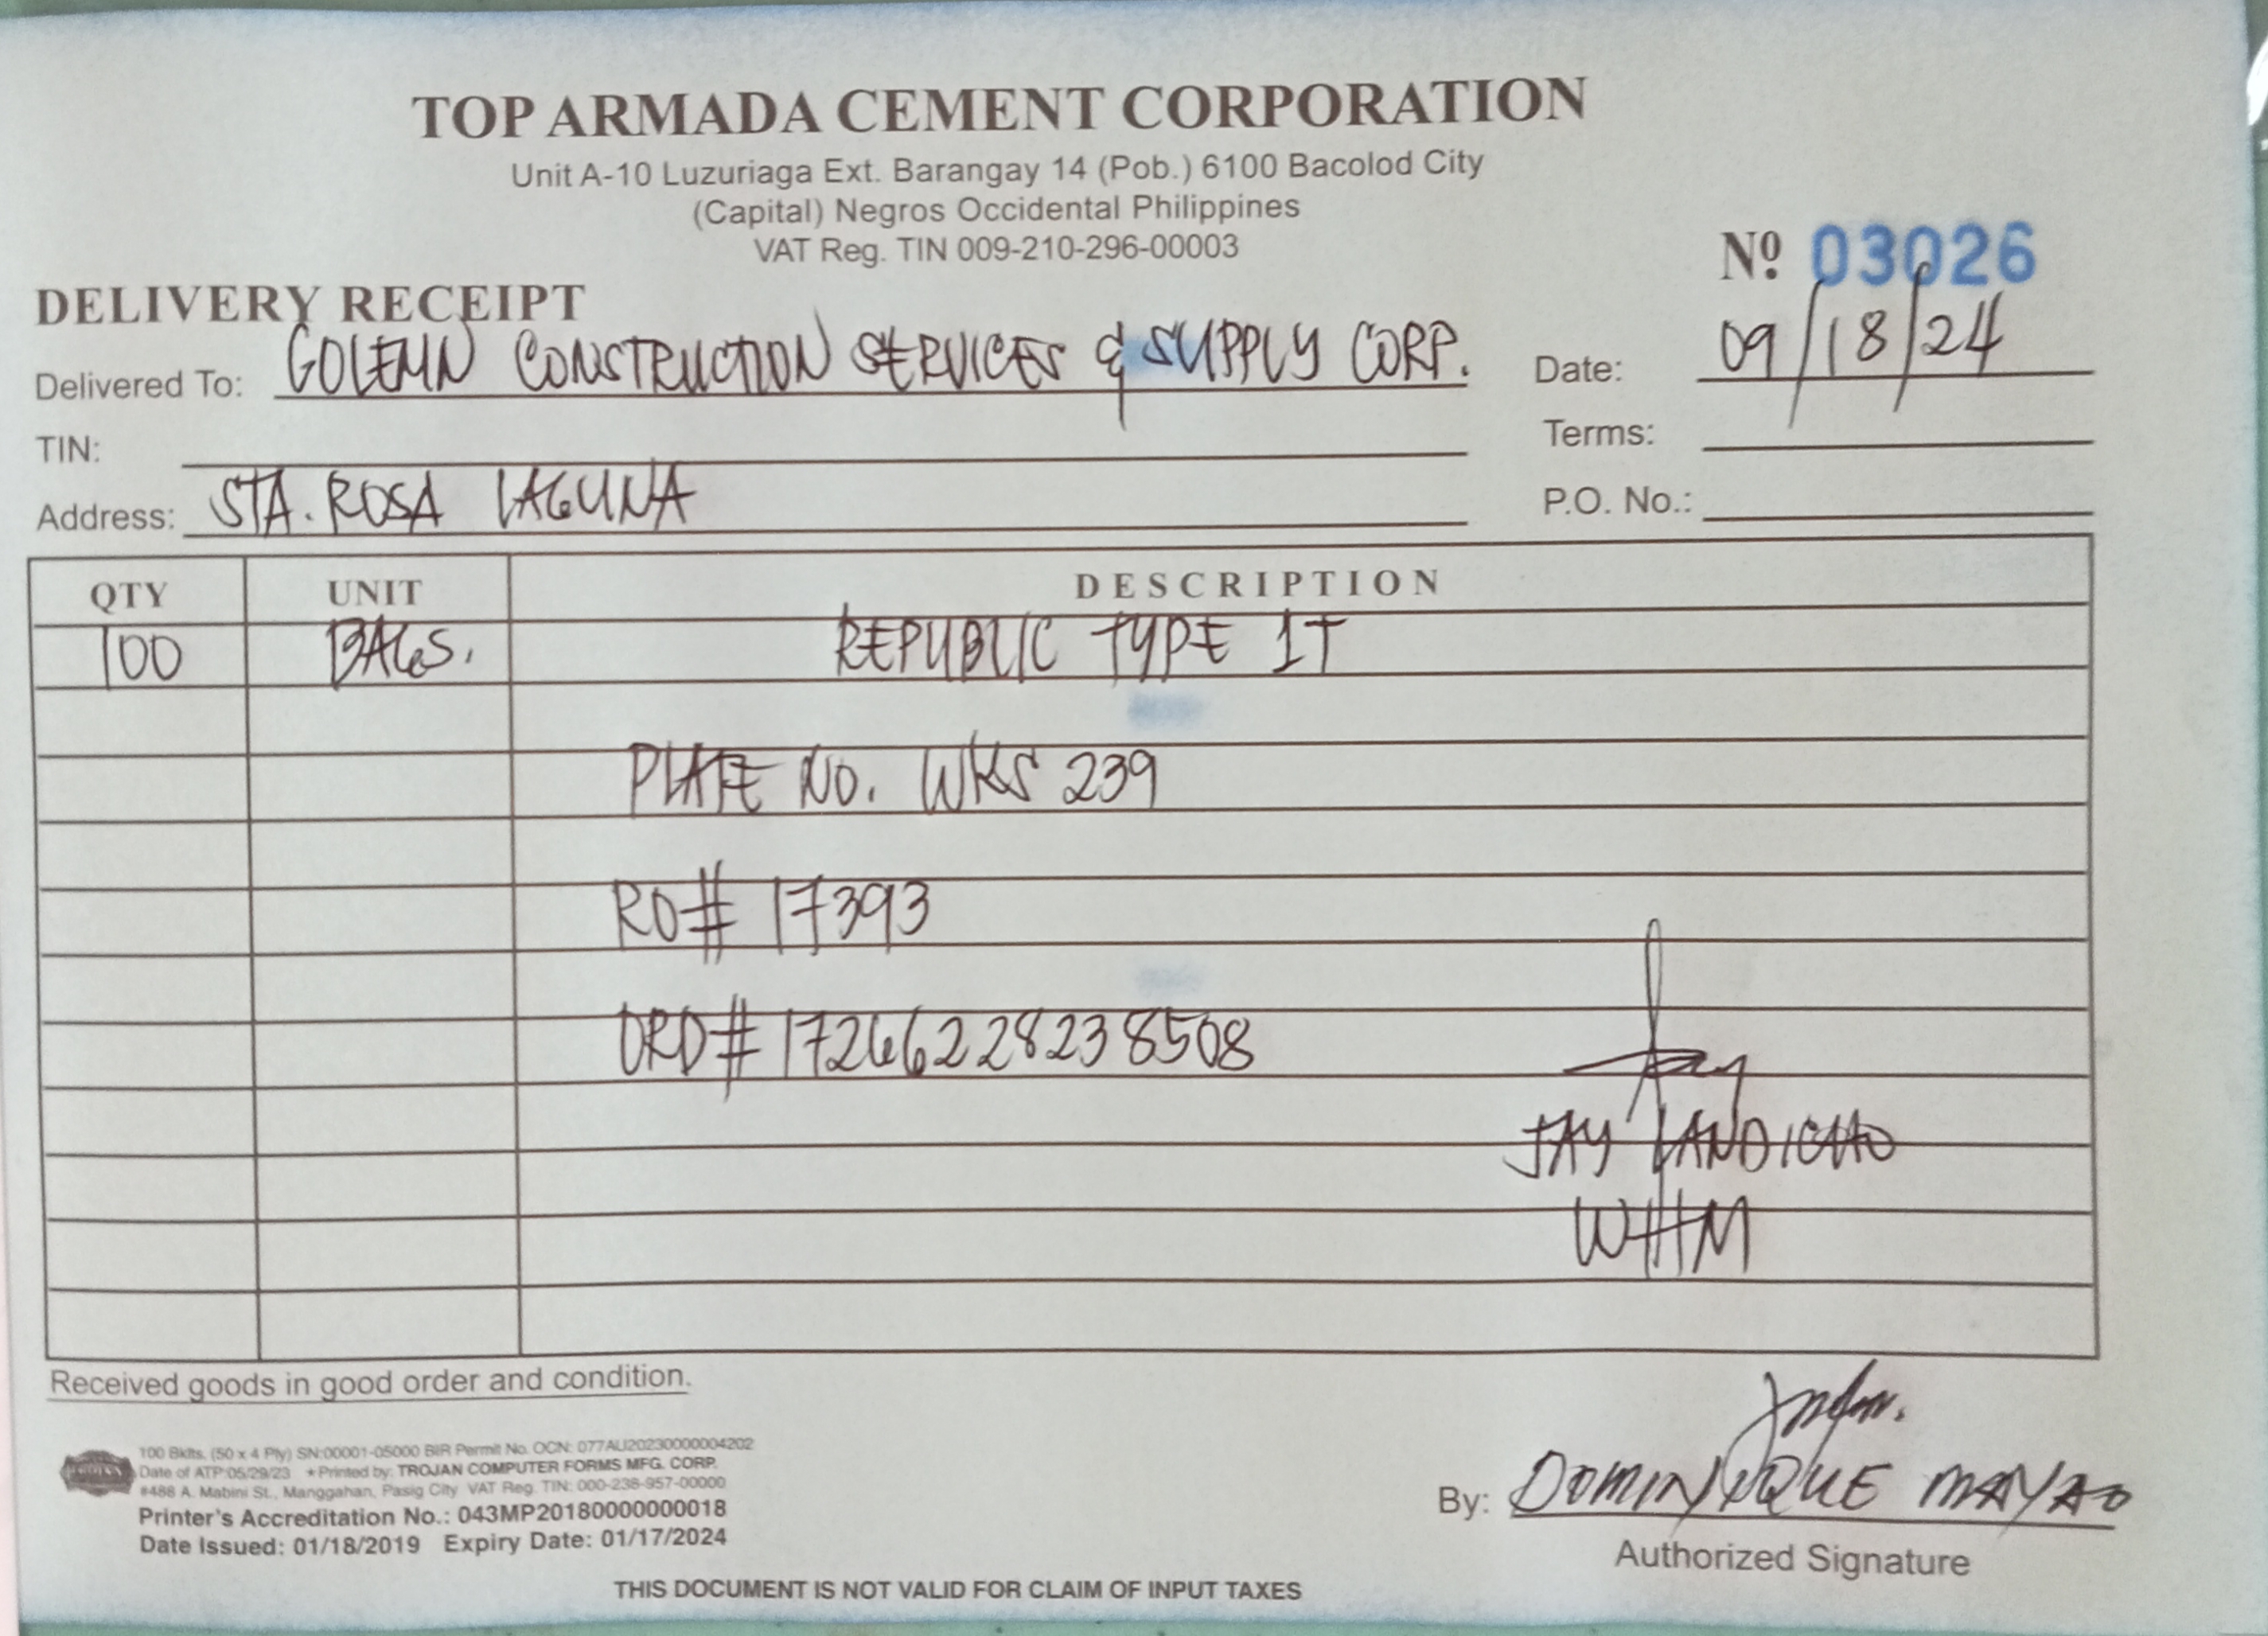 TOP ARMADA CEMENT CORPORATION
Unit A-10 Luzuriaga Ext. Barangay 14 (Pob.) 6100 Bacolod City
(Capital) Negros Occidental Philippines
VAT Reg. TIN 009-210-296-00003
Nº 03026
DELIVERY RECEIPT
Delivered To: GOLEMN CONSTRUCTION SERVICES & SUPPLY CORP. Date: 09/18/24
TIN: Terms:
Address: STA. ROSA LAGUNA P.O. No.:
QTY UNIT DESCRIPTION
100 BAGS. REPUBLIC TYPE 1T
PLATE NO. WKS 239
RO# 17393
ORD# 17266228238508
JAY LANDICHO
WHM
Received goods in good order and condition.
100 Bklts. (50 x 4 Ply) SN:00001-05000 BIR Permit No. OCN: 077AU20230000004202
Date of ATP:05/29/23 * Printed by: TROJAN COMPUTER FORMS MFG. CORP.
#488 A. Mabini St., Manggahan, Pasig City VAT Reg. TIN: 000-238-957-00000
Printer's Accreditation No.: 043MP20180000000018
Date Issued: 01/18/2019 Expiry Date: 01/17/2024
By: DOMINIQUE MAYAO
Authorized Signature
THIS DOCUMENT IS NOT VALID FOR CLAIM OF INPUT TAXES